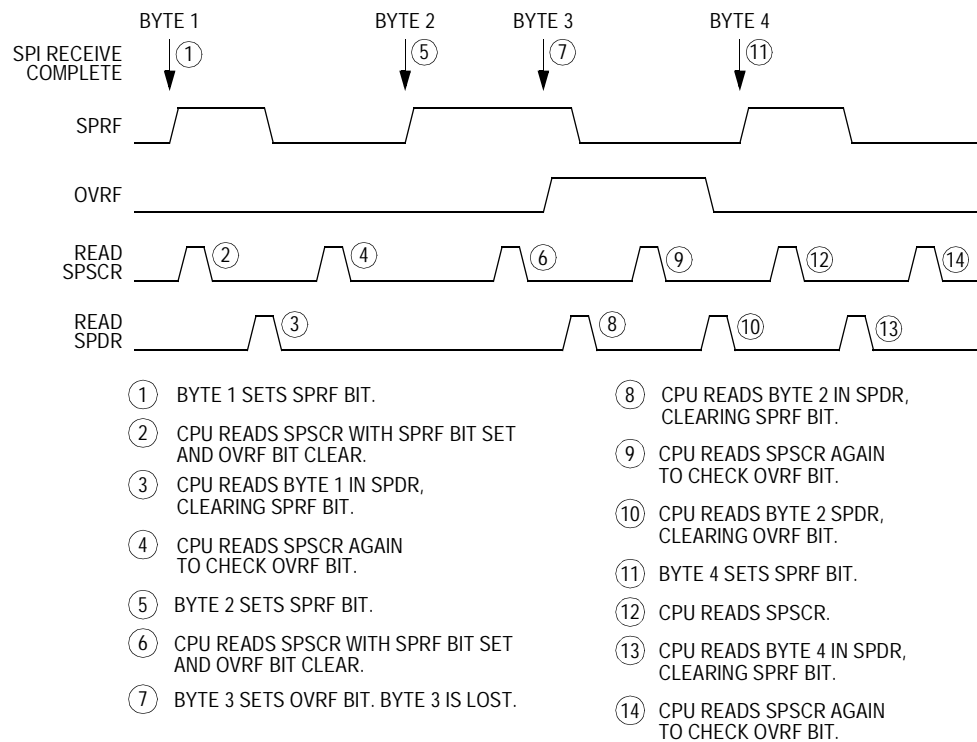 BYTE 1 BYTE 2 BYTE 3 BYTE 4
SPI RECEIVE
COMPLETE
1 5 7 11
SPRF
OVRF
READ
SPSCR
2 4 6 9 12 14
READ
SPDR
3 8 10 13
1 BYTE 1 SETS SPRF BIT.
2 CPU READS SPSCR WITH SPRF BIT SET
AND OVRF BIT CLEAR.
3 CPU READS BYTE 1 IN SPDR,
CLEARING SPRF BIT.
4 CPU READS SPSCR AGAIN
TO CHECK OVRF BIT.
5 BYTE 2 SETS SPRF BIT.
6 CPU READS SPSCR WITH SPRF BIT SET
AND OVRF BIT CLEAR.
7 BYTE 3 SETS OVRF BIT. BYTE 3 IS LOST.
8 CPU READS BYTE 2 IN SPDR,
CLEARING SPRF BIT.
9 CPU READS SPSCR AGAIN
TO CHECK OVRF BIT.
10 CPU READS BYTE 2 SPDR,
CLEARING OVRF BIT.
11 BYTE 4 SETS SPRF BIT.
12 CPU READS SPSCR.
13 CPU READS BYTE 4 IN SPDR,
CLEARING SPRF BIT.
14 CPU READS SPSCR AGAIN
TO CHECK OVRF BIT.